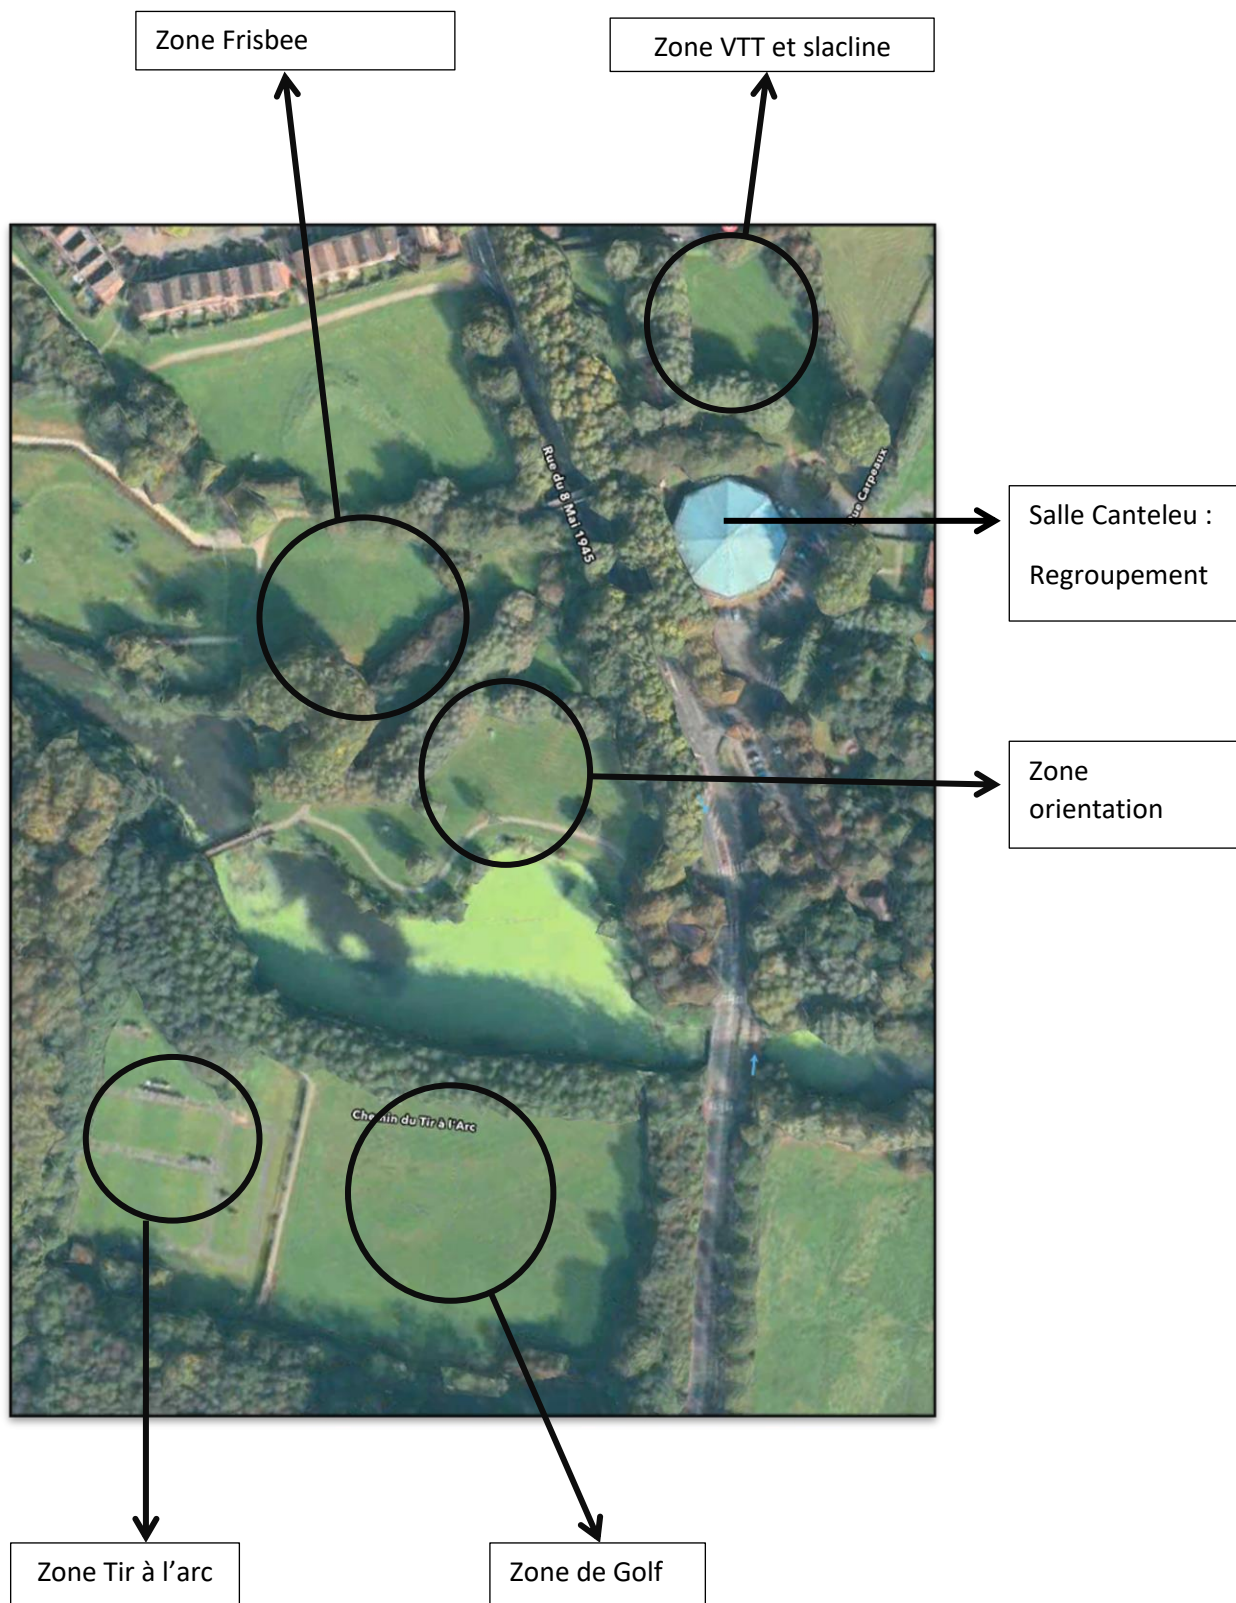 Zone Frisbee
Zone VTT et slacline
Rue du 8 Mai 1945
Rue Carpeaux
Salle Canteleu :
Regroupement
Zone
orientation
Chemin du Tir à l'Arc
Zone Tir à l’arc
Zone de Golf